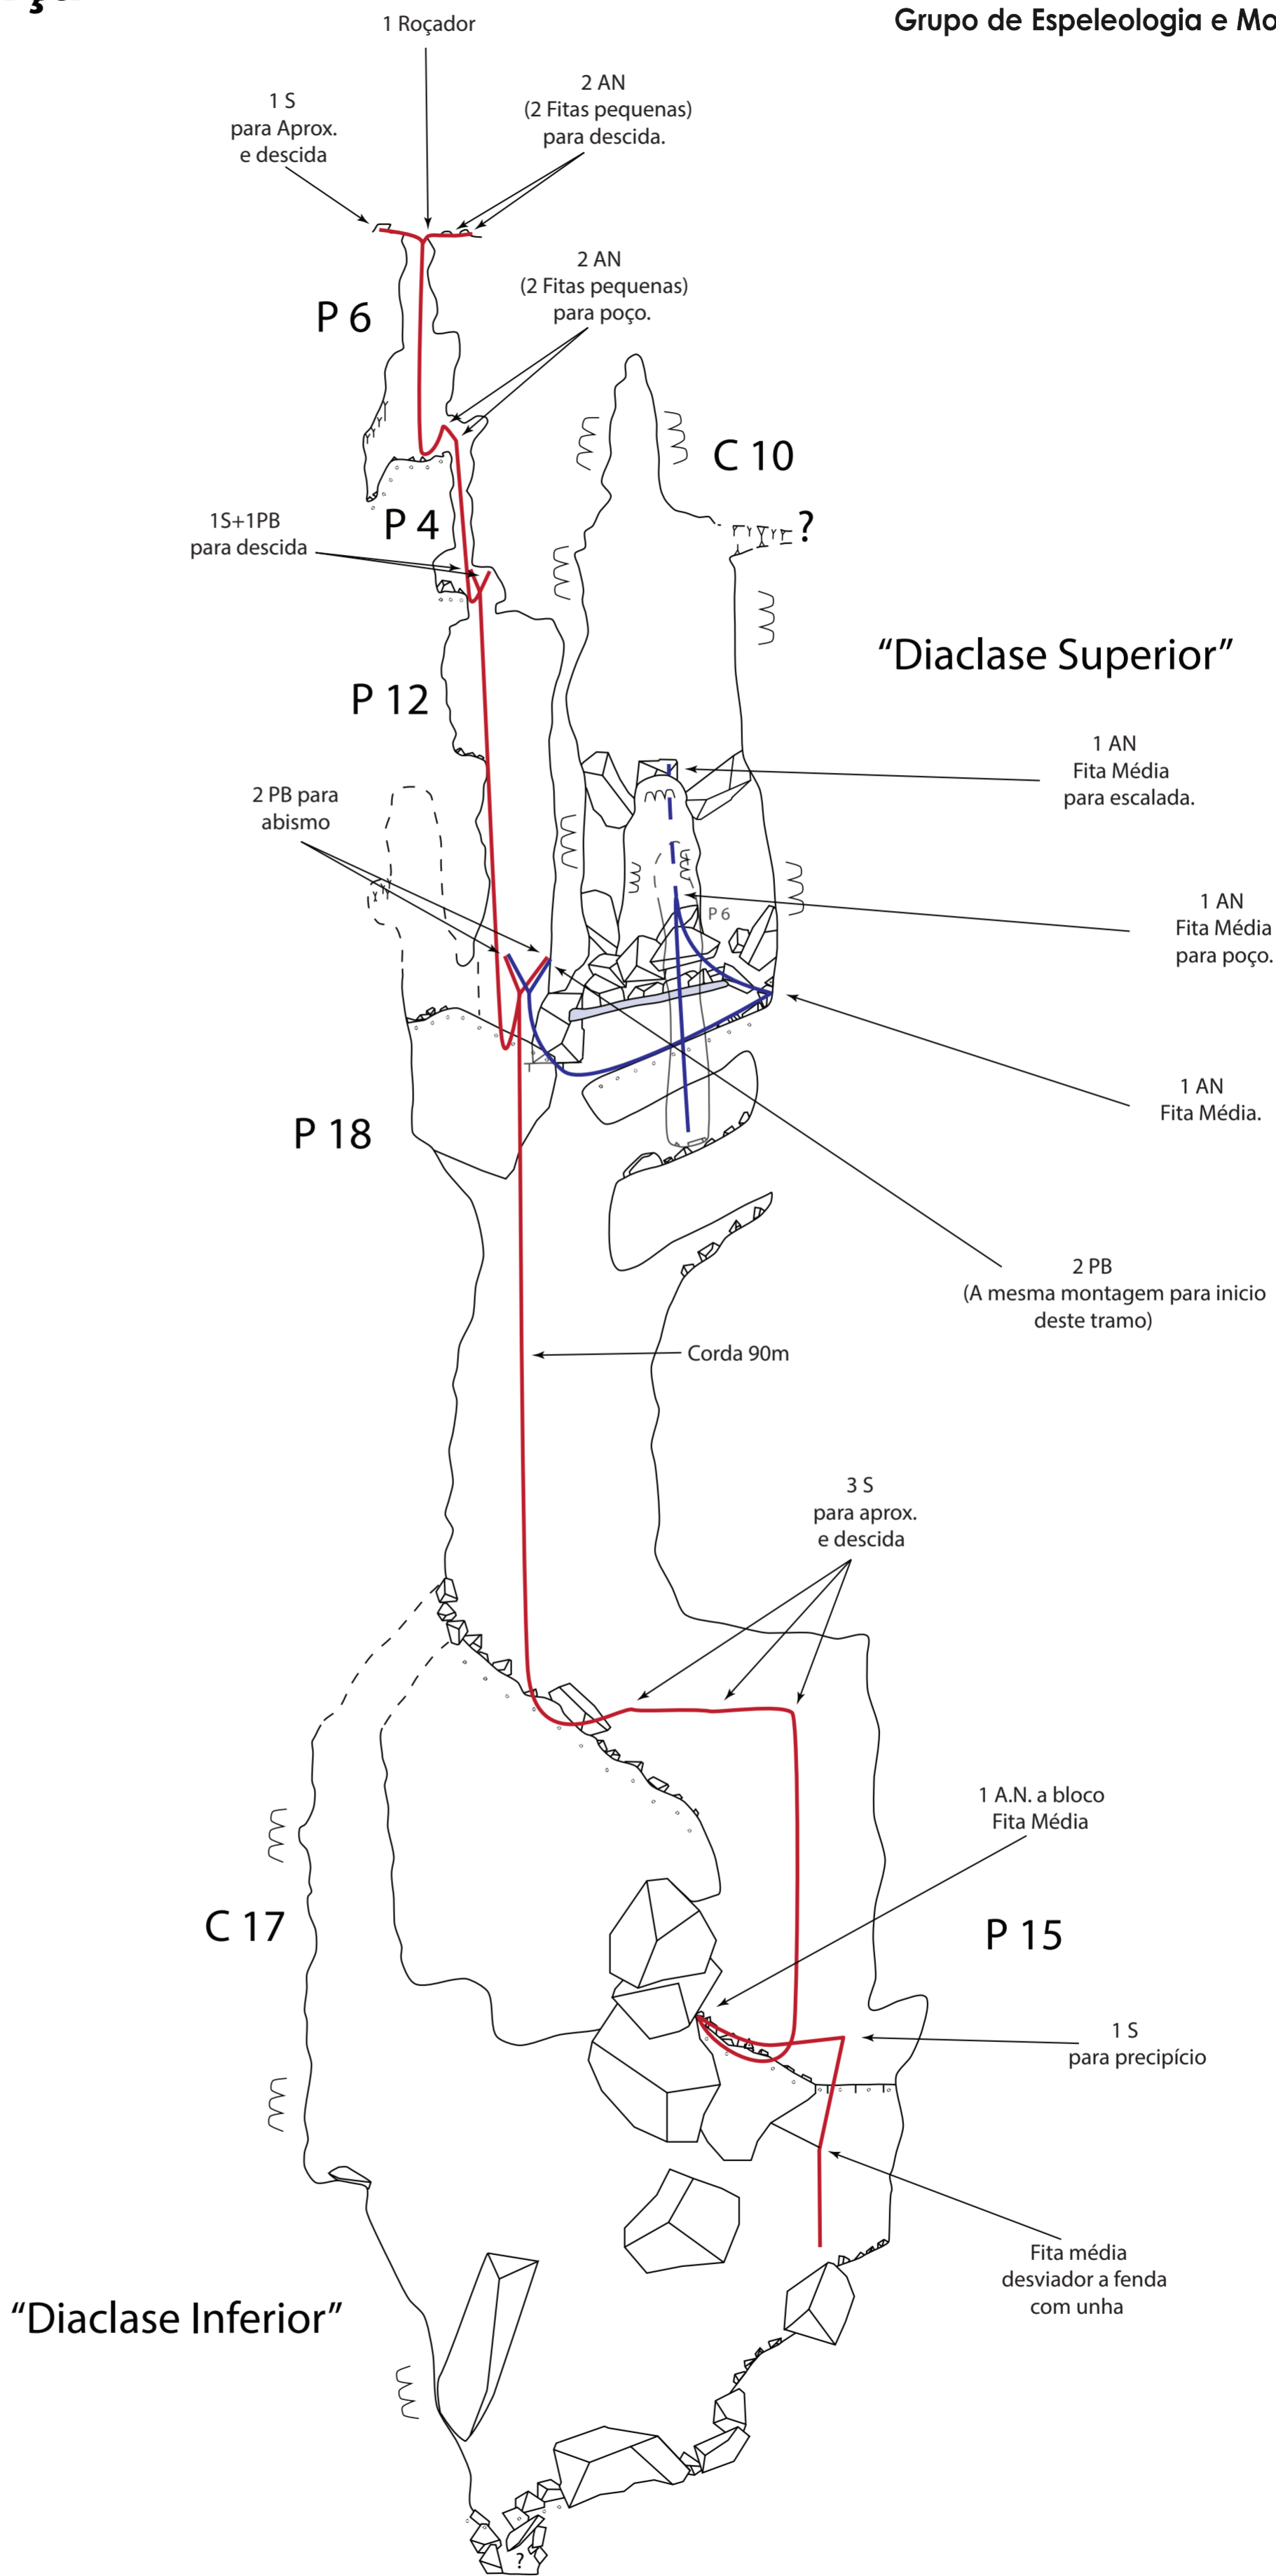 Grupo de Espeleologia e Mo
1 Roçador
1 S
para Aprox.
e descida
2 AN
(2 Fitas pequenas)
para descida.
2 AN
(2 Fitas pequenas)
para poço.
P 6
C 10
?
P 4
1S+1PB
para descida
"Diaclase Superior"
P 12
1 AN
Fita Média
para escalada.
2 PB para
abismo
P 6
1 AN
Fita Média
para poço.
1 AN
Fita Média.
P 18
2 PB
(A mesma montagem para inicio
deste tramo)
Corda 90m
3 S
para aprox.
e descida
1 A.N. a bloco
Fita Média
C 17
P 15
1 S
para precipício
Fita média
desviador a fenda
com unha
"Diaclase Inferior"
?